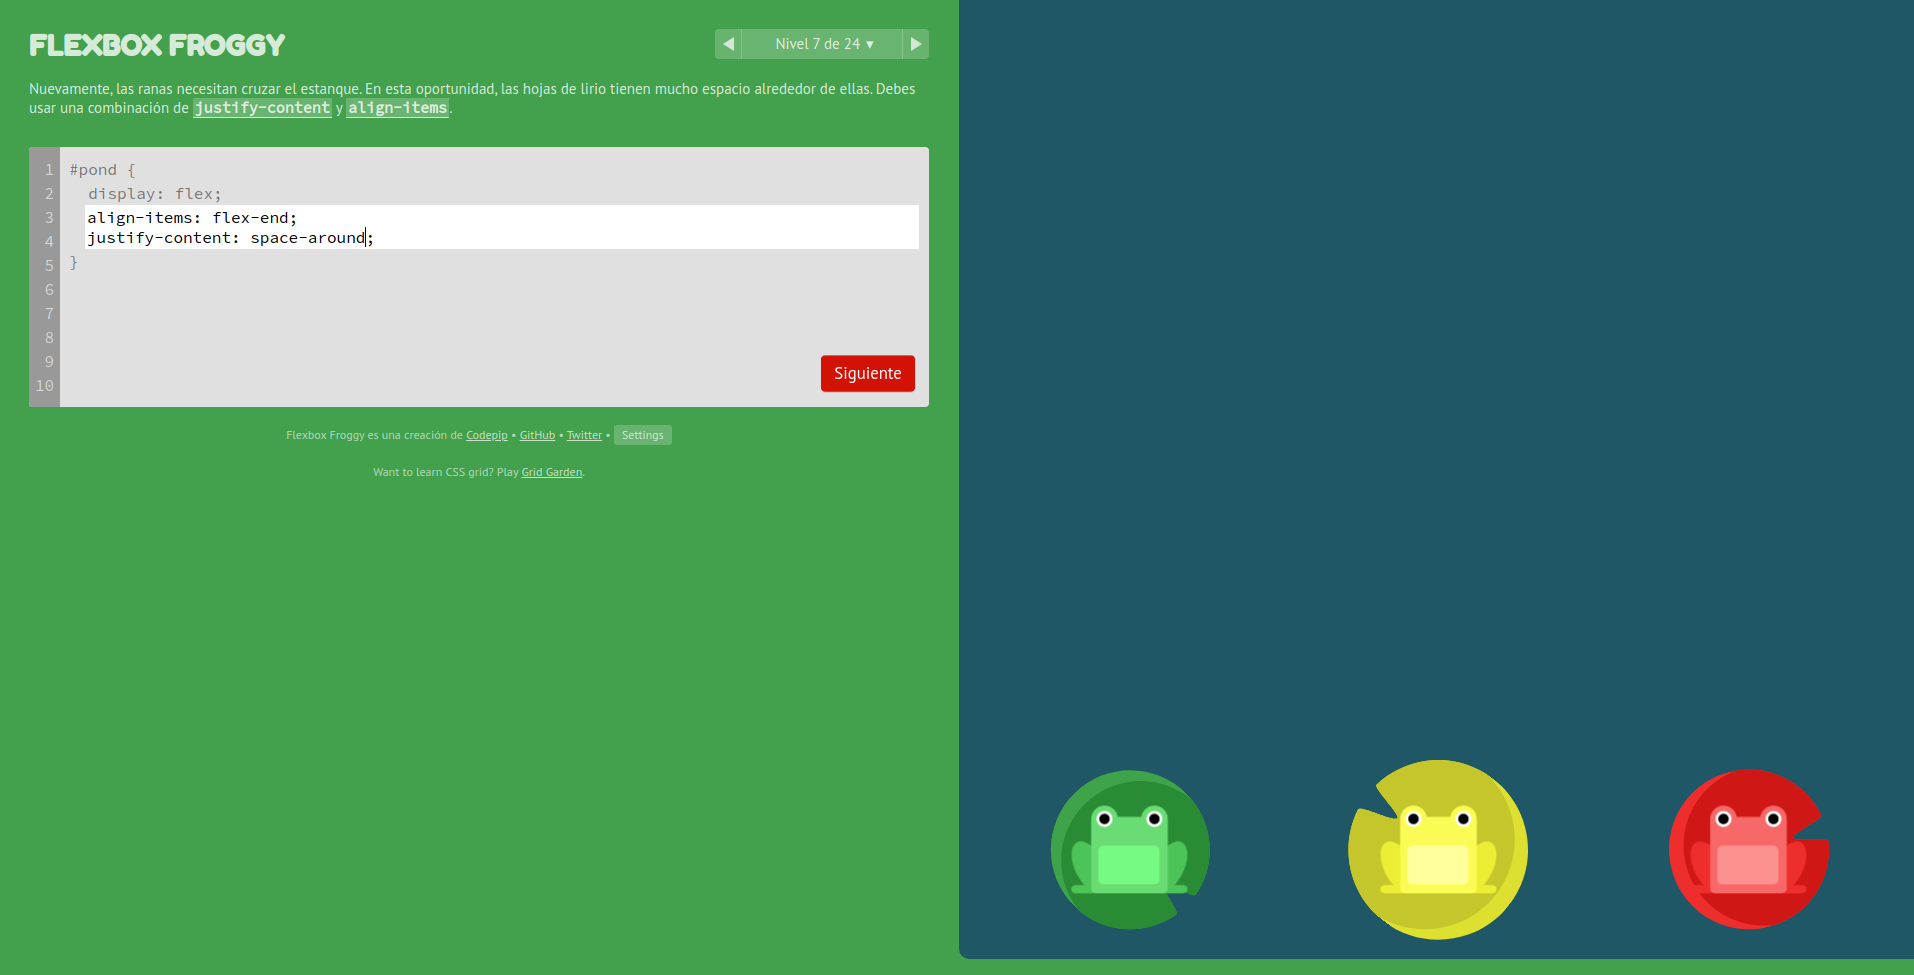 FLEXBOX FROGGY
◀ Nivel 7 de 24 ▾ ▶
Nuevamente, las ranas necesitan cruzar el estanque. En esta oportunidad, las hojas de lirio tienen mucho espacio alrededor de ellas. Debes
usar una combinación de justify-content y align-items.
1 #pond {
2 display: flex;
3 align-items: flex-end;
4 justify-content: space-around;
5 }
6
7
8
9
10
Siguiente
Flexbox Froggy es una creación de Codepip • GitHub • Twitter • Settings
Want to learn CSS grid? Play Grid Garden.